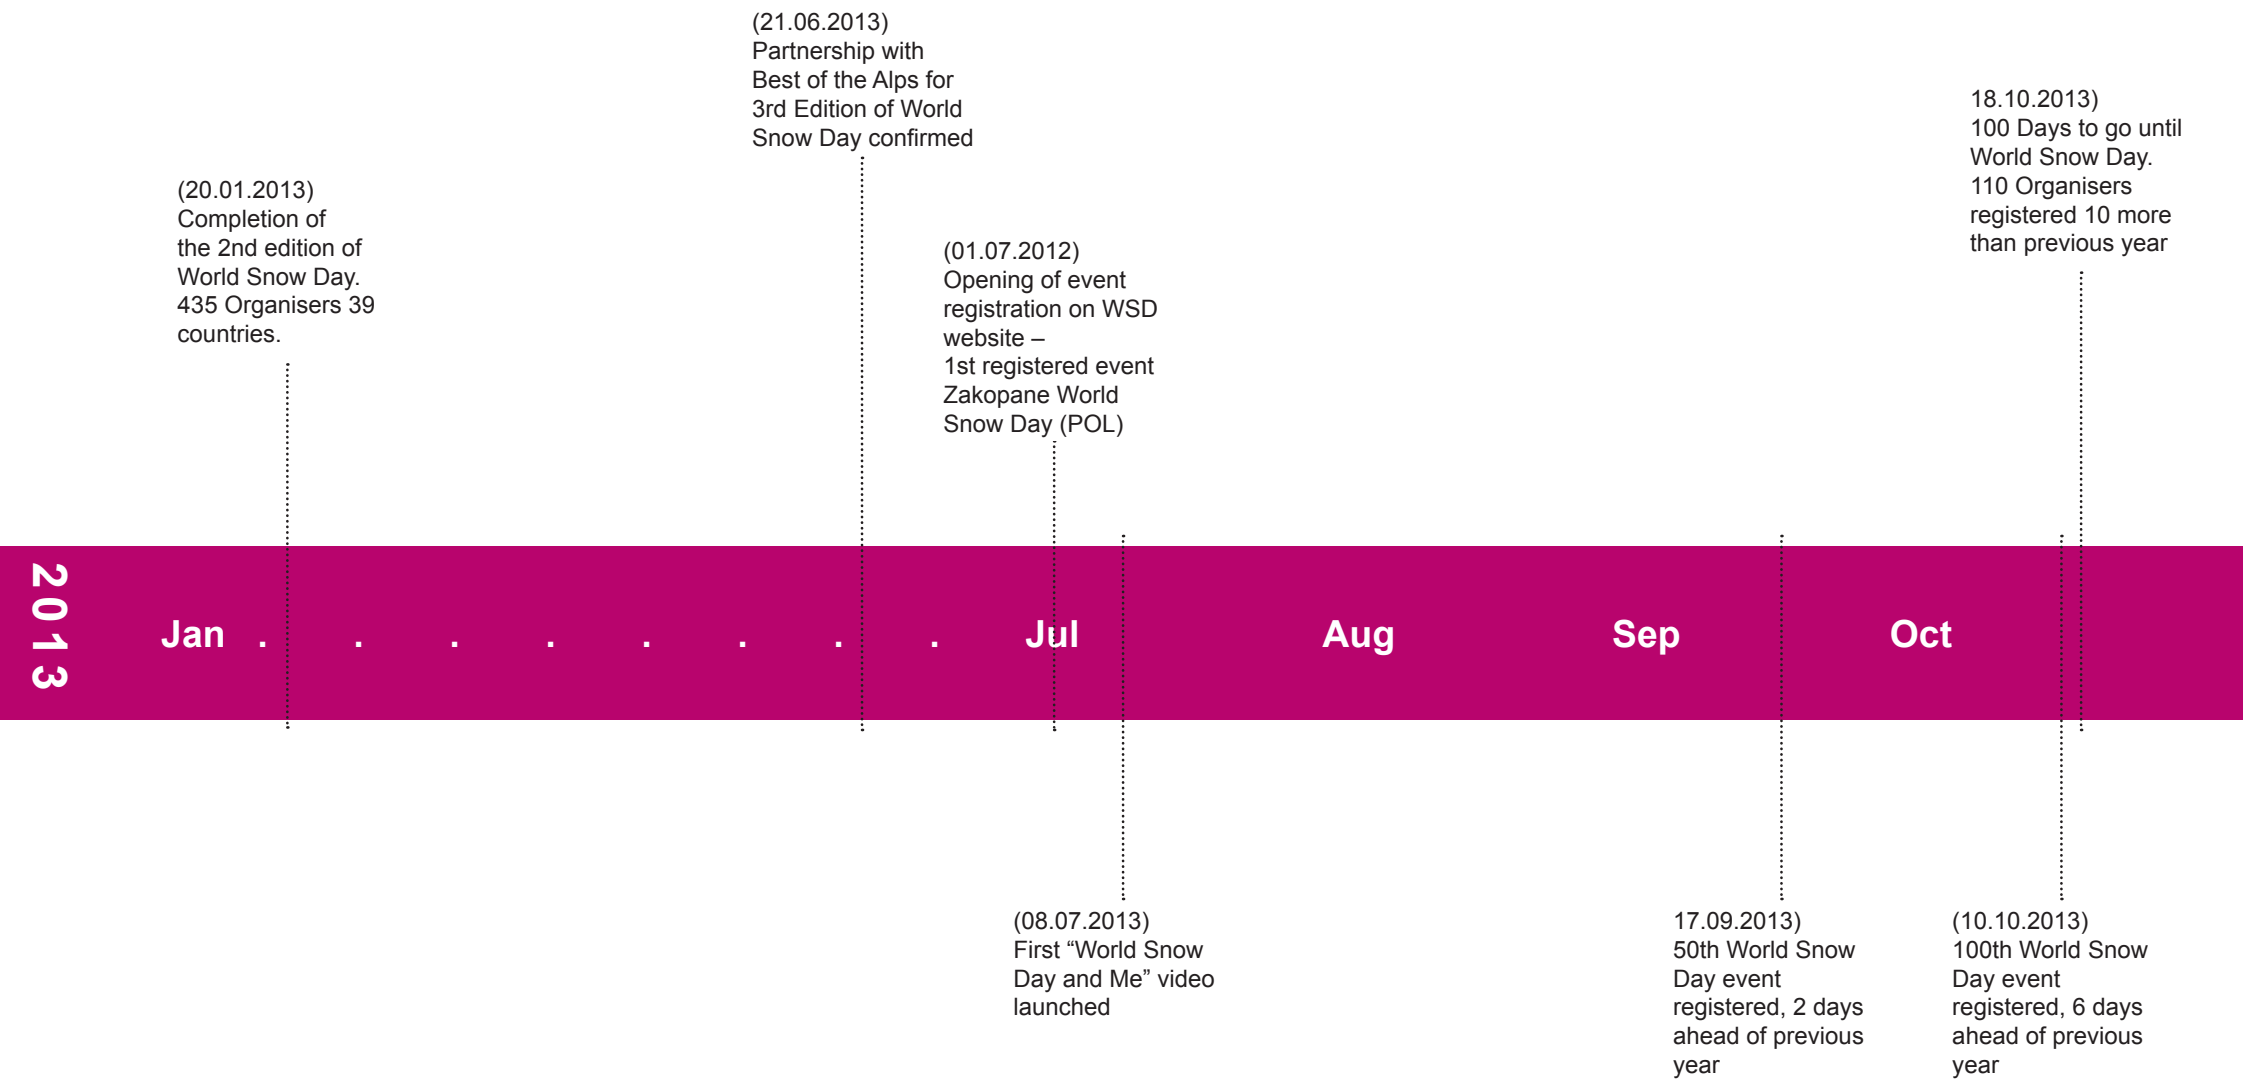 (21.06.2013)
Partnership with
Best of the Alps for
3rd Edition of World
Snow Day confirmed
18.10.2013)
100 Days to go until
World Snow Day.
110 Organisers
registered 10 more
than previous year
(20.01.2013)
Completion of
the 2nd edition of
World Snow Day.
435 Organisers 39
countries.
(01.07.2012)
Opening of event
registration on WSD
website –
1st registered event
Zakopane World
Snow Day (POL)
2013
Jan . . . . . . . . Jul Aug Sep Oct
(08.07.2013)
First “World Snow
Day and Me” video
launched
17.09.2013)
50th World Snow
Day event
registered, 2 days
ahead of previous
year
(10.10.2013)
100th World Snow
Day event
registered, 6 days
ahead of previous
year